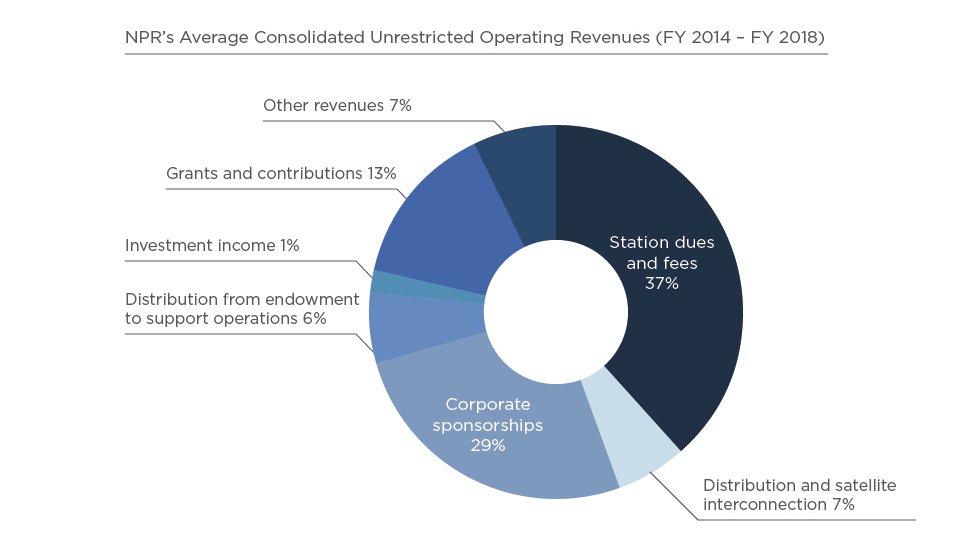 NPR’s Average Consolidated Unrestricted Operating Revenues (FY 2014 – FY 2018)
Other revenues 7%
Grants and contributions 13%
Investment income 1%
Distribution from endowment
to support operations 6%
Station dues
and fees
37%
Corporate
sponsorships
29%
Distribution and satellite
interconnection 7%